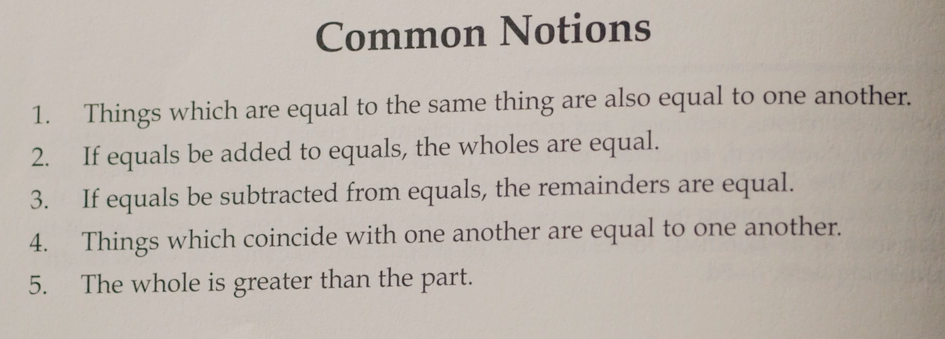 Common Notions
1. Things which are equal to the same thing are also equal to one another.
2. If equals be added to equals, the wholes are equal.
3. If equals be subtracted from equals, the remainders are equal.
4. Things which coincide with one another are equal to one another.
5. The whole is greater than the part.